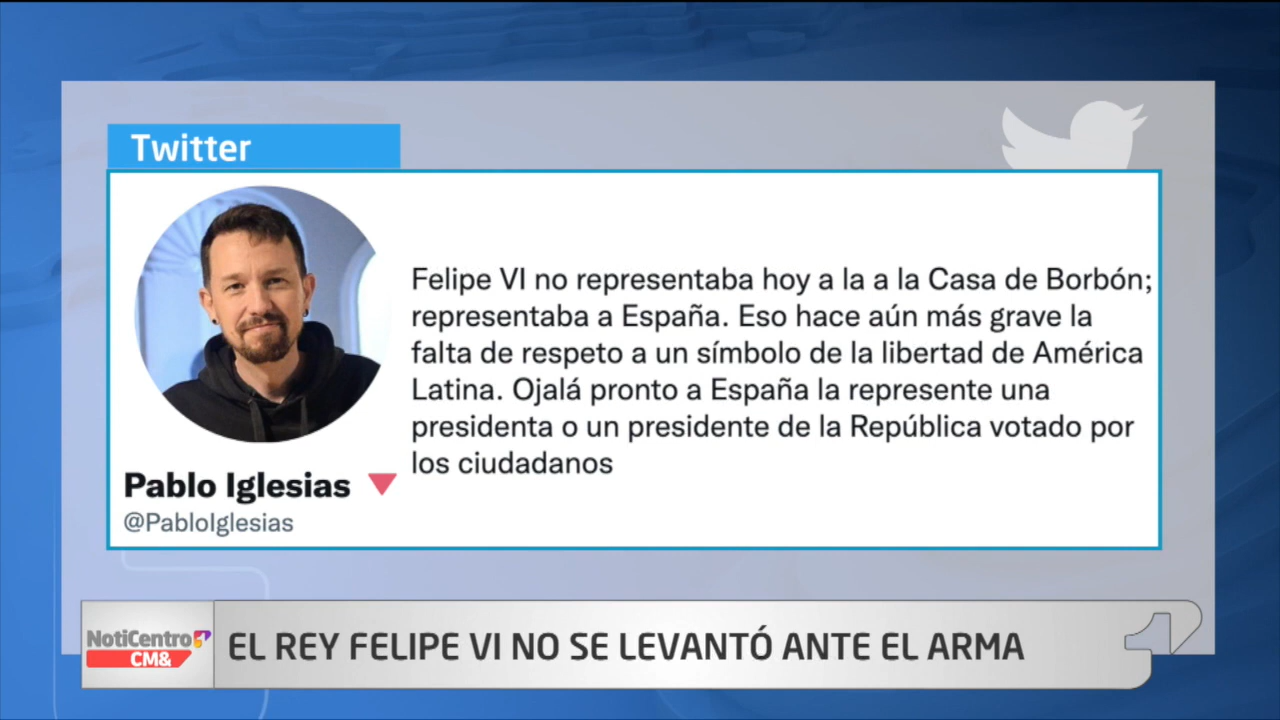 Twitter
Felipe VI no representaba hoy a la a la Casa de Borbón;
representaba a España. Eso hace aún más grave la
falta de respeto a un símbolo de la libertad de América
Latina. Ojalá pronto a España la represente una
presidenta o un presidente de la República votado por
los ciudadanos
Pablo Iglesias
@PabloIglesias
NotiCentro 1
CM&
EL REY FELIPE VI NO SE LEVANTÓ ANTE EL ARMA
1